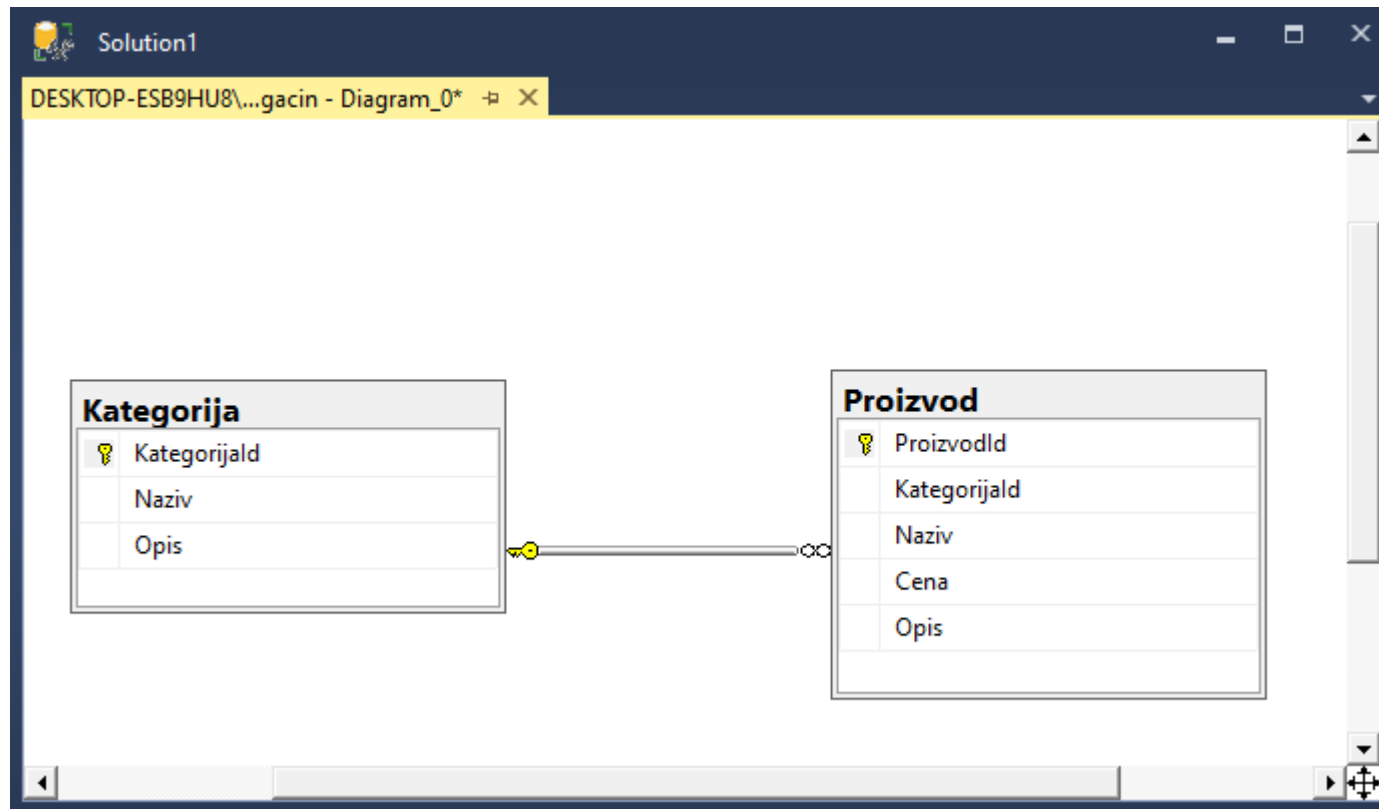 Solution1
DESKTOP-ESB9HU8\...gacin - Diagram_0*
Kategorija
KategorijaId
Naziv
Opis
Proizvod
ProizvodId
KategorijaId
Naziv
Cena
Opis